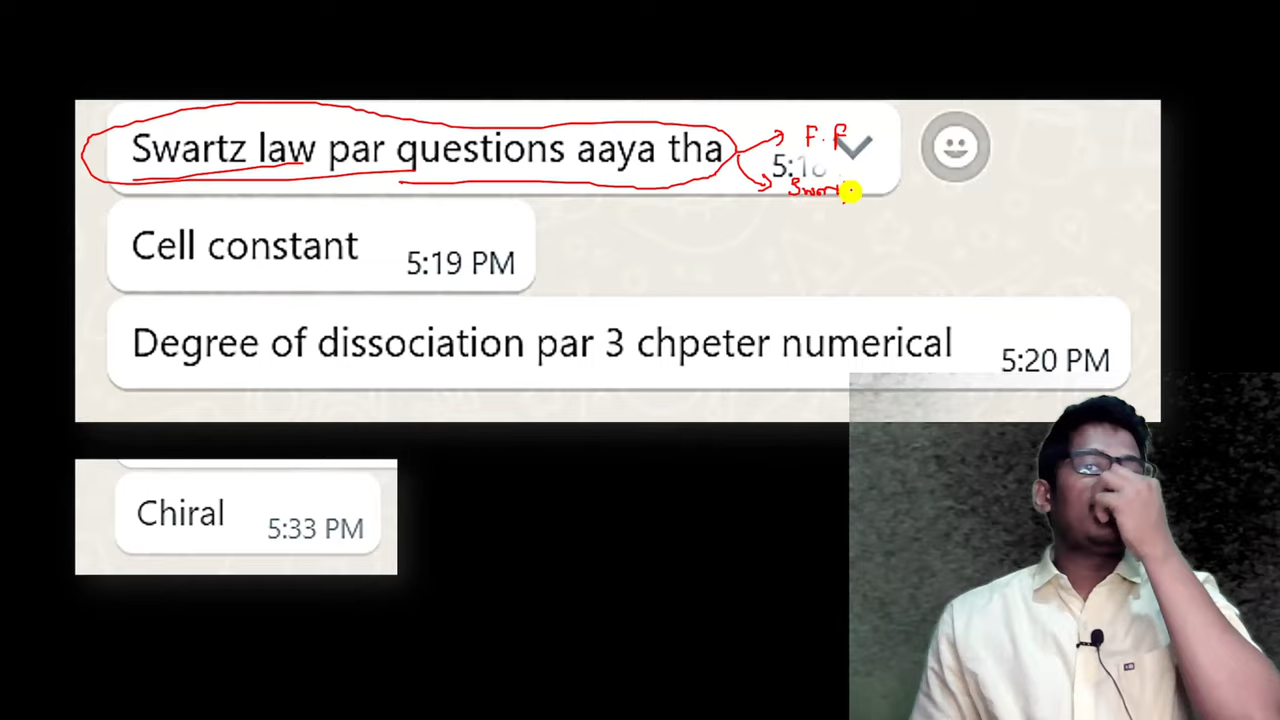 Swartz law par questions aaya tha
F.F
Cell constant 5:19 PM
Degree of dissociation par 3 chpeter numerical 5:20 PM
Chiral 5:33 PM